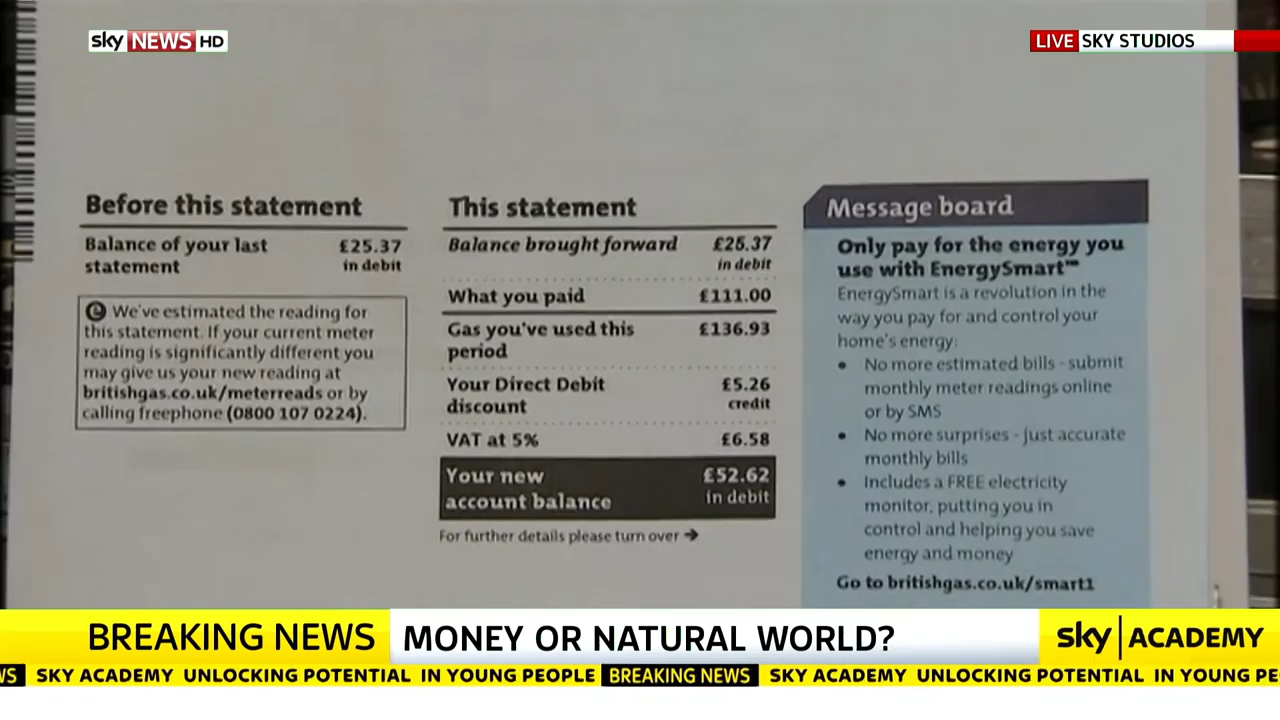 sky NEWS HD
LIVE SKY STUDIOS
Before this statement
Balance of your last £25.37
statement in debit
e We've estimated the reading for
this statement. If your current meter
reading is significantly different you
may give us your new reading at
britishgas.co.uk/meterreads or by
calling freephone (0800 107 0224).
This statement
Balance brought forward £25.37
in debit
What you paid £111.00
Gas you've used this £136.93
period
Your Direct Debit £5.26
discount credit
VAT at 5% £6.58
Your new £52.62
account balance in debit
For further details please turn over →
Message board
Only pay for the energy you
use with EnergySmart™
EnergySmart is a revolution in the
way you pay for and control your
home's energy:
• No more estimated bills - submit
monthly meter readings online
or by SMS
• No more surprises - just accurate
monthly bills
• Includes a FREE electricity
monitor, putting you in
control and helping you save
energy and money
Go to britishgas.co.uk/smart1
BREAKING NEWS MONEY OR NATURAL WORLD? sky ACADEMY
WS SKY ACADEMY UNLOCKING POTENTIAL IN YOUNG PEOPLE BREAKING NEWS SKY ACADEMY UNLOCKING POTENTIAL IN YOUNG PE